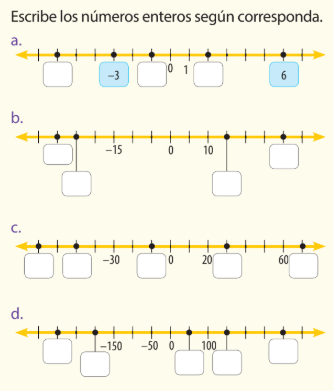 Escribe los números enteros según corresponda.
a.
0 1
−3 6
b.
−15 0 10
c.
−30 0 20 60
d.
−150 −50 0 100